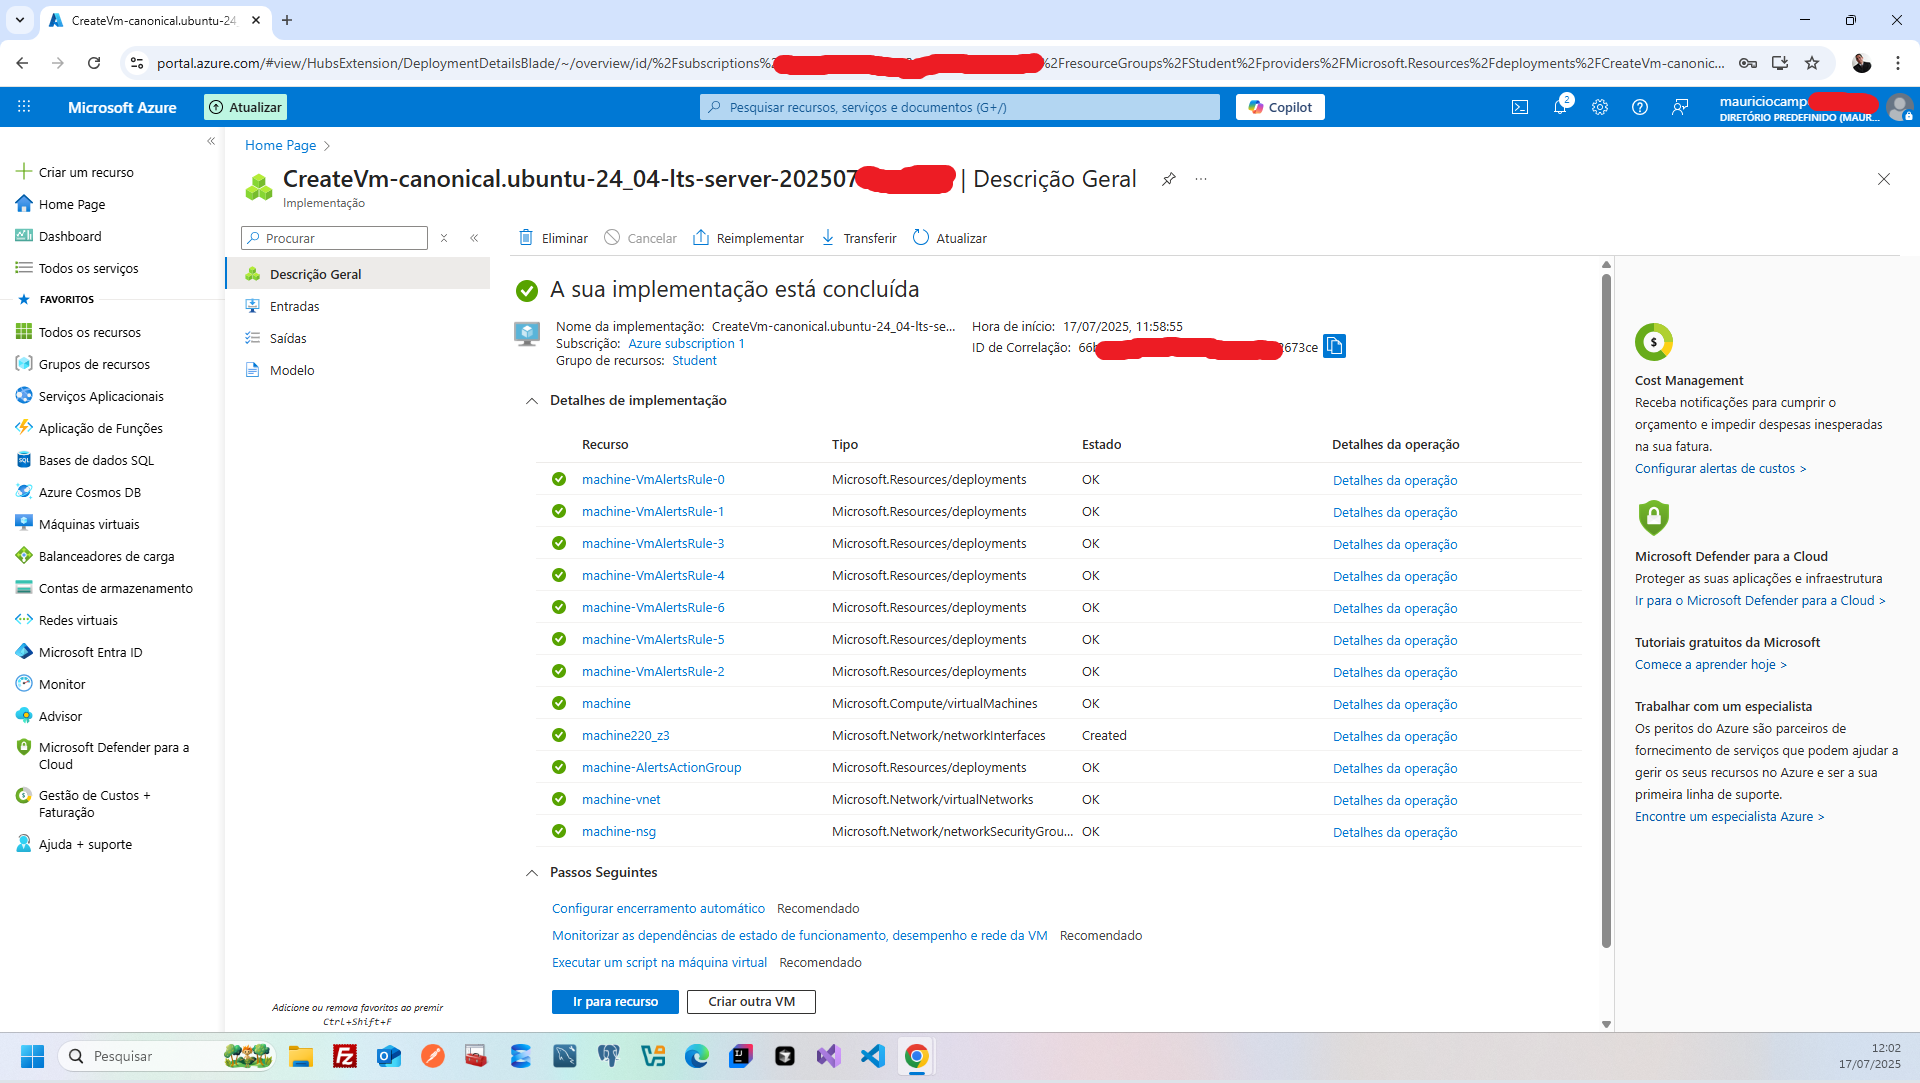 CreateVm-canonical.ubuntu-24
portal.azure.com/#view/HubsExtension/DeploymentDetailsBlade/~/overview/id/%2Fsubscriptions%
2FresourceGroups%2FStudent%2Fproviders%2FMicrosoft.Resources%2Fdeployments%2FCreateVm-canonic...
Microsoft Azure
Atualizar
Pesquisar recursos, serviços e documentos (G+/)
Copilot
2
mauriciocamp
DIRETÓRIO PREDEFINIDO (MAUR...
Criar um recurso
Home Page
Dashboard
Todos os serviços
FAVORITOS
Todos os recursos
Grupos de recursos
Serviços Aplicacionais
Aplicação de Funções
Bases de dados SQL
Azure Cosmos DB
Máquinas virtuais
Balanceadores de carga
Contas de armazenamento
Redes virtuais
Microsoft Entra ID
Monitor
Advisor
Microsoft Defender para a
Cloud
Gestão de Custos +
Faturação
Ajuda + suporte
Home Page
CreateVm-canonical.ubuntu-24_04-lts-server-202507 | Descrição Geral
Implementação
Procurar
Descrição Geral
Entradas
Saídas
Modelo
Adicione ou remova favoritos ao premir
Ctrl+Shift+F
Eliminar
Cancelar
Reimplementar
Transferir
Atualizar
A sua implementação está concluída
Nome da implementação: CreateVm-canonical.ubuntu-24_04-lts-se...
Subscrição: Azure subscription 1
Grupo de recursos: Student
Hora de início: 17/07/2025, 11:58:55
ID de Correlação: 66 2673ce
Detalhes de implementação
Recurso Tipo Estado Detalhes da operação
machine-VmAlertsRule-0 Microsoft.Resources/deployments OK Detalhes da operação
machine-VmAlertsRule-1 Microsoft.Resources/deployments OK Detalhes da operação
machine-VmAlertsRule-3 Microsoft.Resources/deployments OK Detalhes da operação
machine-VmAlertsRule-4 Microsoft.Resources/deployments OK Detalhes da operação
machine-VmAlertsRule-6 Microsoft.Resources/deployments OK Detalhes da operação
machine-VmAlertsRule-5 Microsoft.Resources/deployments OK Detalhes da operação
machine-VmAlertsRule-2 Microsoft.Resources/deployments OK Detalhes da operação
machine Microsoft.Compute/virtualMachines OK Detalhes da operação
machine220_z3 Microsoft.Network/networkInterfaces Created Detalhes da operação
machine-AlertsActionGroup Microsoft.Resources/deployments OK Detalhes da operação
machine-vnet Microsoft.Network/virtualNetworks OK Detalhes da operação
machine-nsg Microsoft.Network/networkSecurityGrou... OK Detalhes da operação
Passos Seguintes
Configurar encerramento automático Recomendado
Monitorizar as dependências de estado de funcionamento, desempenho e rede da VM Recomendado
Executar um script na máquina virtual Recomendado
Ir para recurso
Criar outra VM
Cost Management
Receba notificações para cumprir o
orçamento e impedir despesas inesperadas
na sua fatura.
Configurar alertas de custos >
Microsoft Defender para a Cloud
Proteger as suas aplicações e infraestrutura
Ir para o Microsoft Defender para a Cloud >
Tutoriais gratuitos da Microsoft
Comece a aprender hoje >
Trabalhar com um especialista
Os peritos do Azure são parceiros de
fornecimento de serviços que podem ajudar a
gerir os seus recursos no Azure e ser a sua
primeira linha de suporte.
Encontre um especialista Azure >
Pesquisar
12:02
17/07/2025